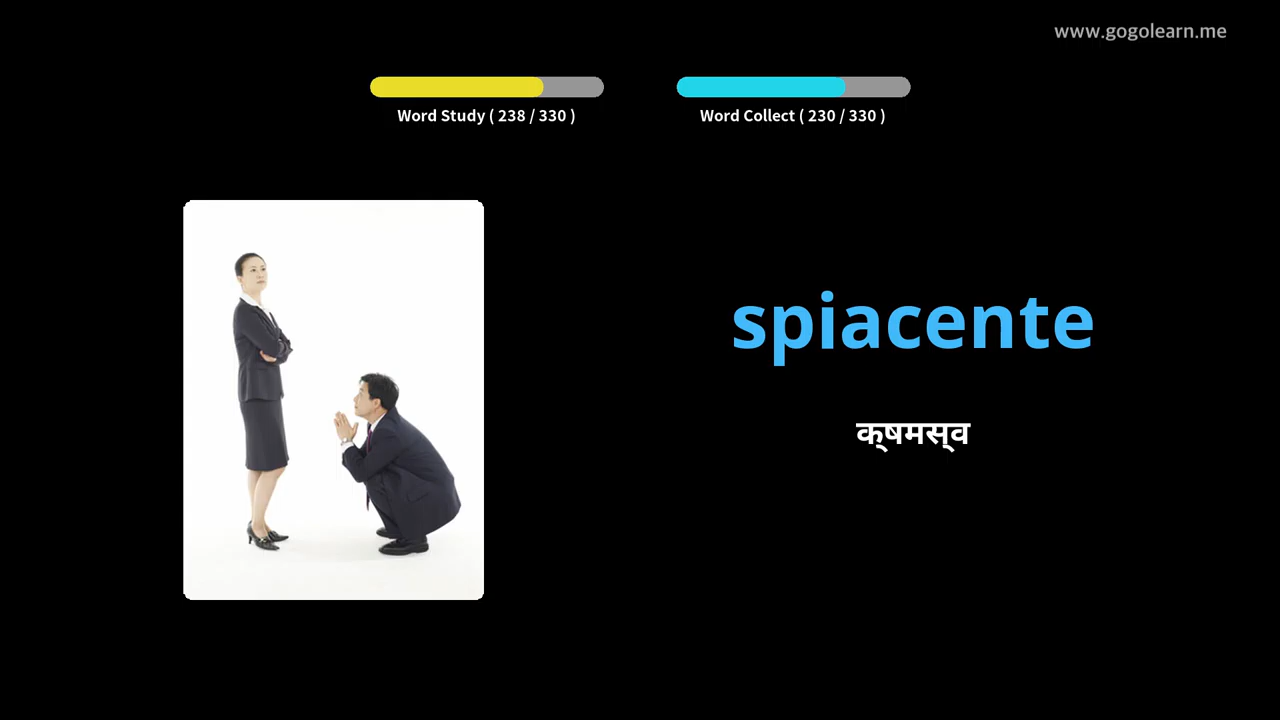 www.gogolearn.me
Word Study ( 238 / 330 )
Word Collect ( 230 / 330 )
spiacente
क्षमस्व